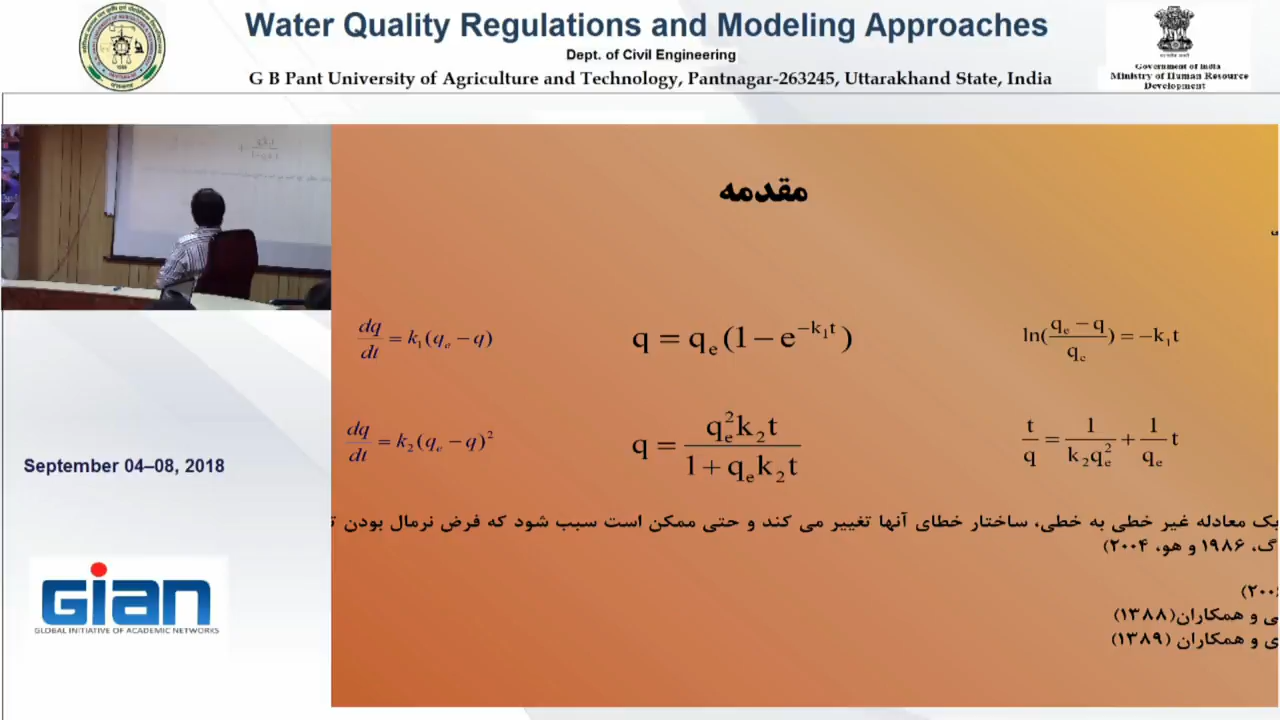 Water Quality Regulations and Modeling Approaches
Dept. of Civil Engineering
G B Pant University of Agriculture and Technology, Pantnagar-263245, Uttarakhand State, India
Government of India
Ministry of Human Resource
Development
مقدمه
dq/dt = k₁(qₑ − q)
q = qₑ(1 − e^(−k₁t))
ln((qₑ − q)/qₑ) = −k₁t
dq/dt = k₂(qₑ − q)²
q = qₑ²k₂t / (1 + qₑk₂t)
t/q = 1/(k₂qₑ²) + (1/qₑ)t
یک معادله غیر خطی به خطی، ساختار خطای آنها تغییر می کند و حتی ممکن است سبب شود که فرض نرمال بودن
۱۹۸۶ و هو، ۲۰۰۴)
و همکاران(۱۳۸۸)
و همکاران (۱۳۸۹)
September 04–08, 2018
GIAN
GLOBAL INITIATIVE OF ACADEMIC NETWORKS